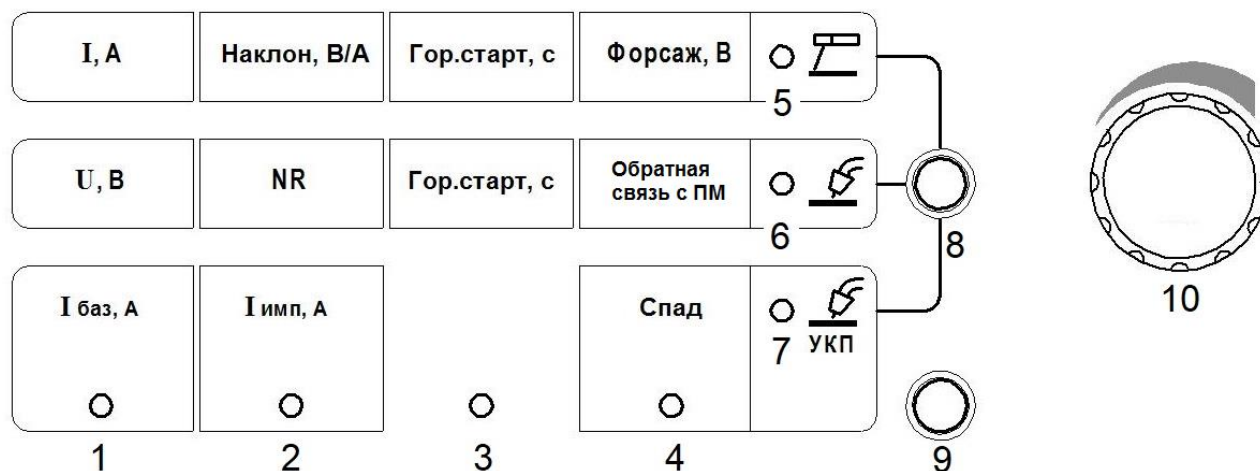 I, А
Наклон, В/А
Гор.старт, с
Форсаж, В
5
U, В
NR
Гор.старт, с
Обратная
связь с ПМ
6
8
10
I баз, А
I имп, А
Спад
7
УКП
1
2
3
4
9